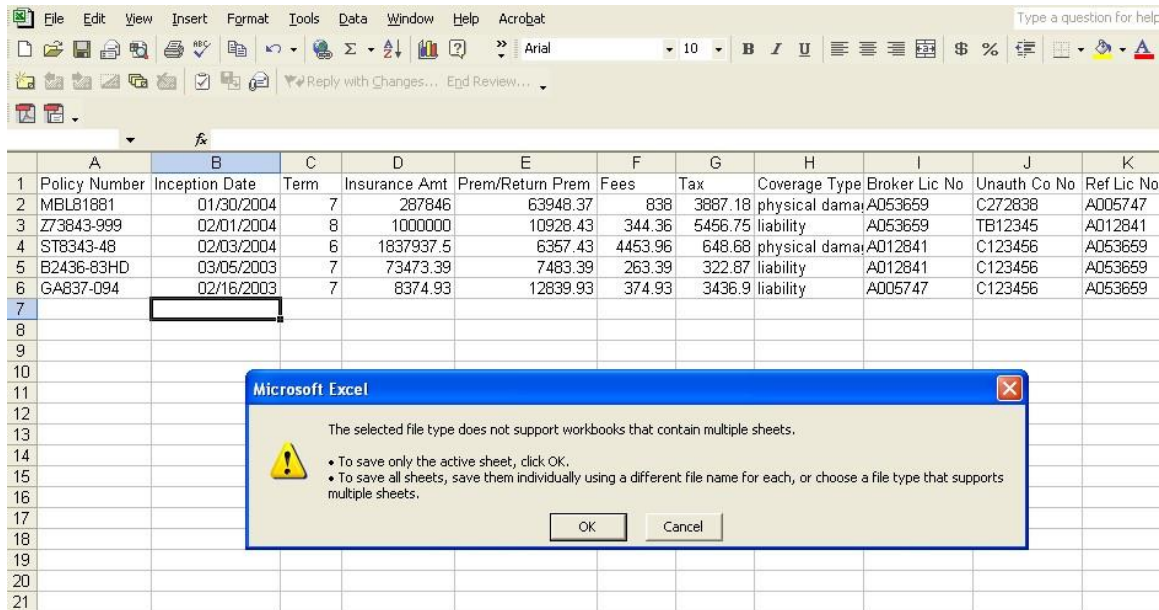 File Edit View Insert Format Tools Data Window Help Acrobat Type a question for help
ABC Σ Arial 10 B I U $ % A
Reply with Changes... End Review...
fx
A B C D E F G H I J K
1 Policy Number Inception Date Term Insurance Amt Prem/Return Prem Fees Tax Coverage Type Broker Lic No Unauth Co No Ref Lic No
2 MBL81881 01/30/2004 7 287846 63948.37 838 3887.18 physical dama A053659 C272838 A005747
3 Z73843-999 02/01/2004 8 1000000 10928.43 344.36 5456.75 liability A053659 TB12345 A012841
4 ST8343-48 02/03/2004 6 1837937.5 6357.43 4453.96 648.68 physical dama A012841 C123456 A053659
5 B2436-83HD 03/05/2003 7 73473.39 7483.39 263.39 322.87 liability A012841 C123456 A053659
6 GA837-094 02/16/2003 7 8374.93 12839.93 374.93 3436.9 liability A005747 C123456 A053659
7
8
9
10
11
12
13
14
15
16
17
18
19
20
21
Microsoft Excel
The selected file type does not support workbooks that contain multiple sheets.
• To save only the active sheet, click OK.
• To save all sheets, save them individually using a different file name for each, or choose a file type that supports
multiple sheets.
OK Cancel